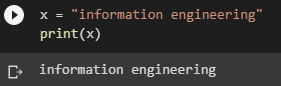 x = "information engineering"
print(x)
information engineering